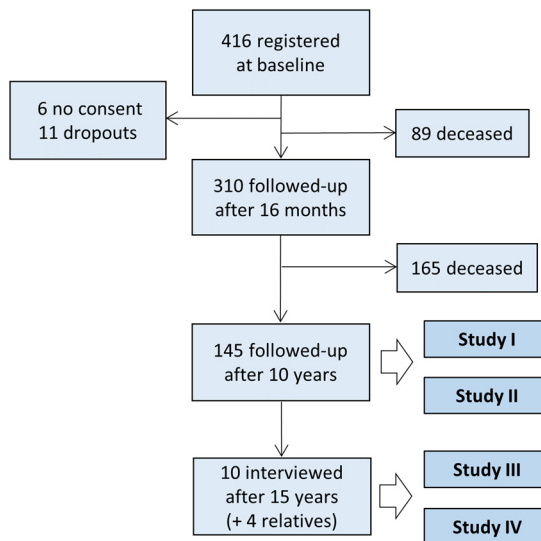 416 registered
at baseline
6 no consent
11 dropouts
89 deceased
310 followed-up
after 16 months
165 deceased
145 followed-up
after 10 years
Study I
Study II
10 interviewed
after 15 years
(+ 4 relatives)
Study III
Study IV